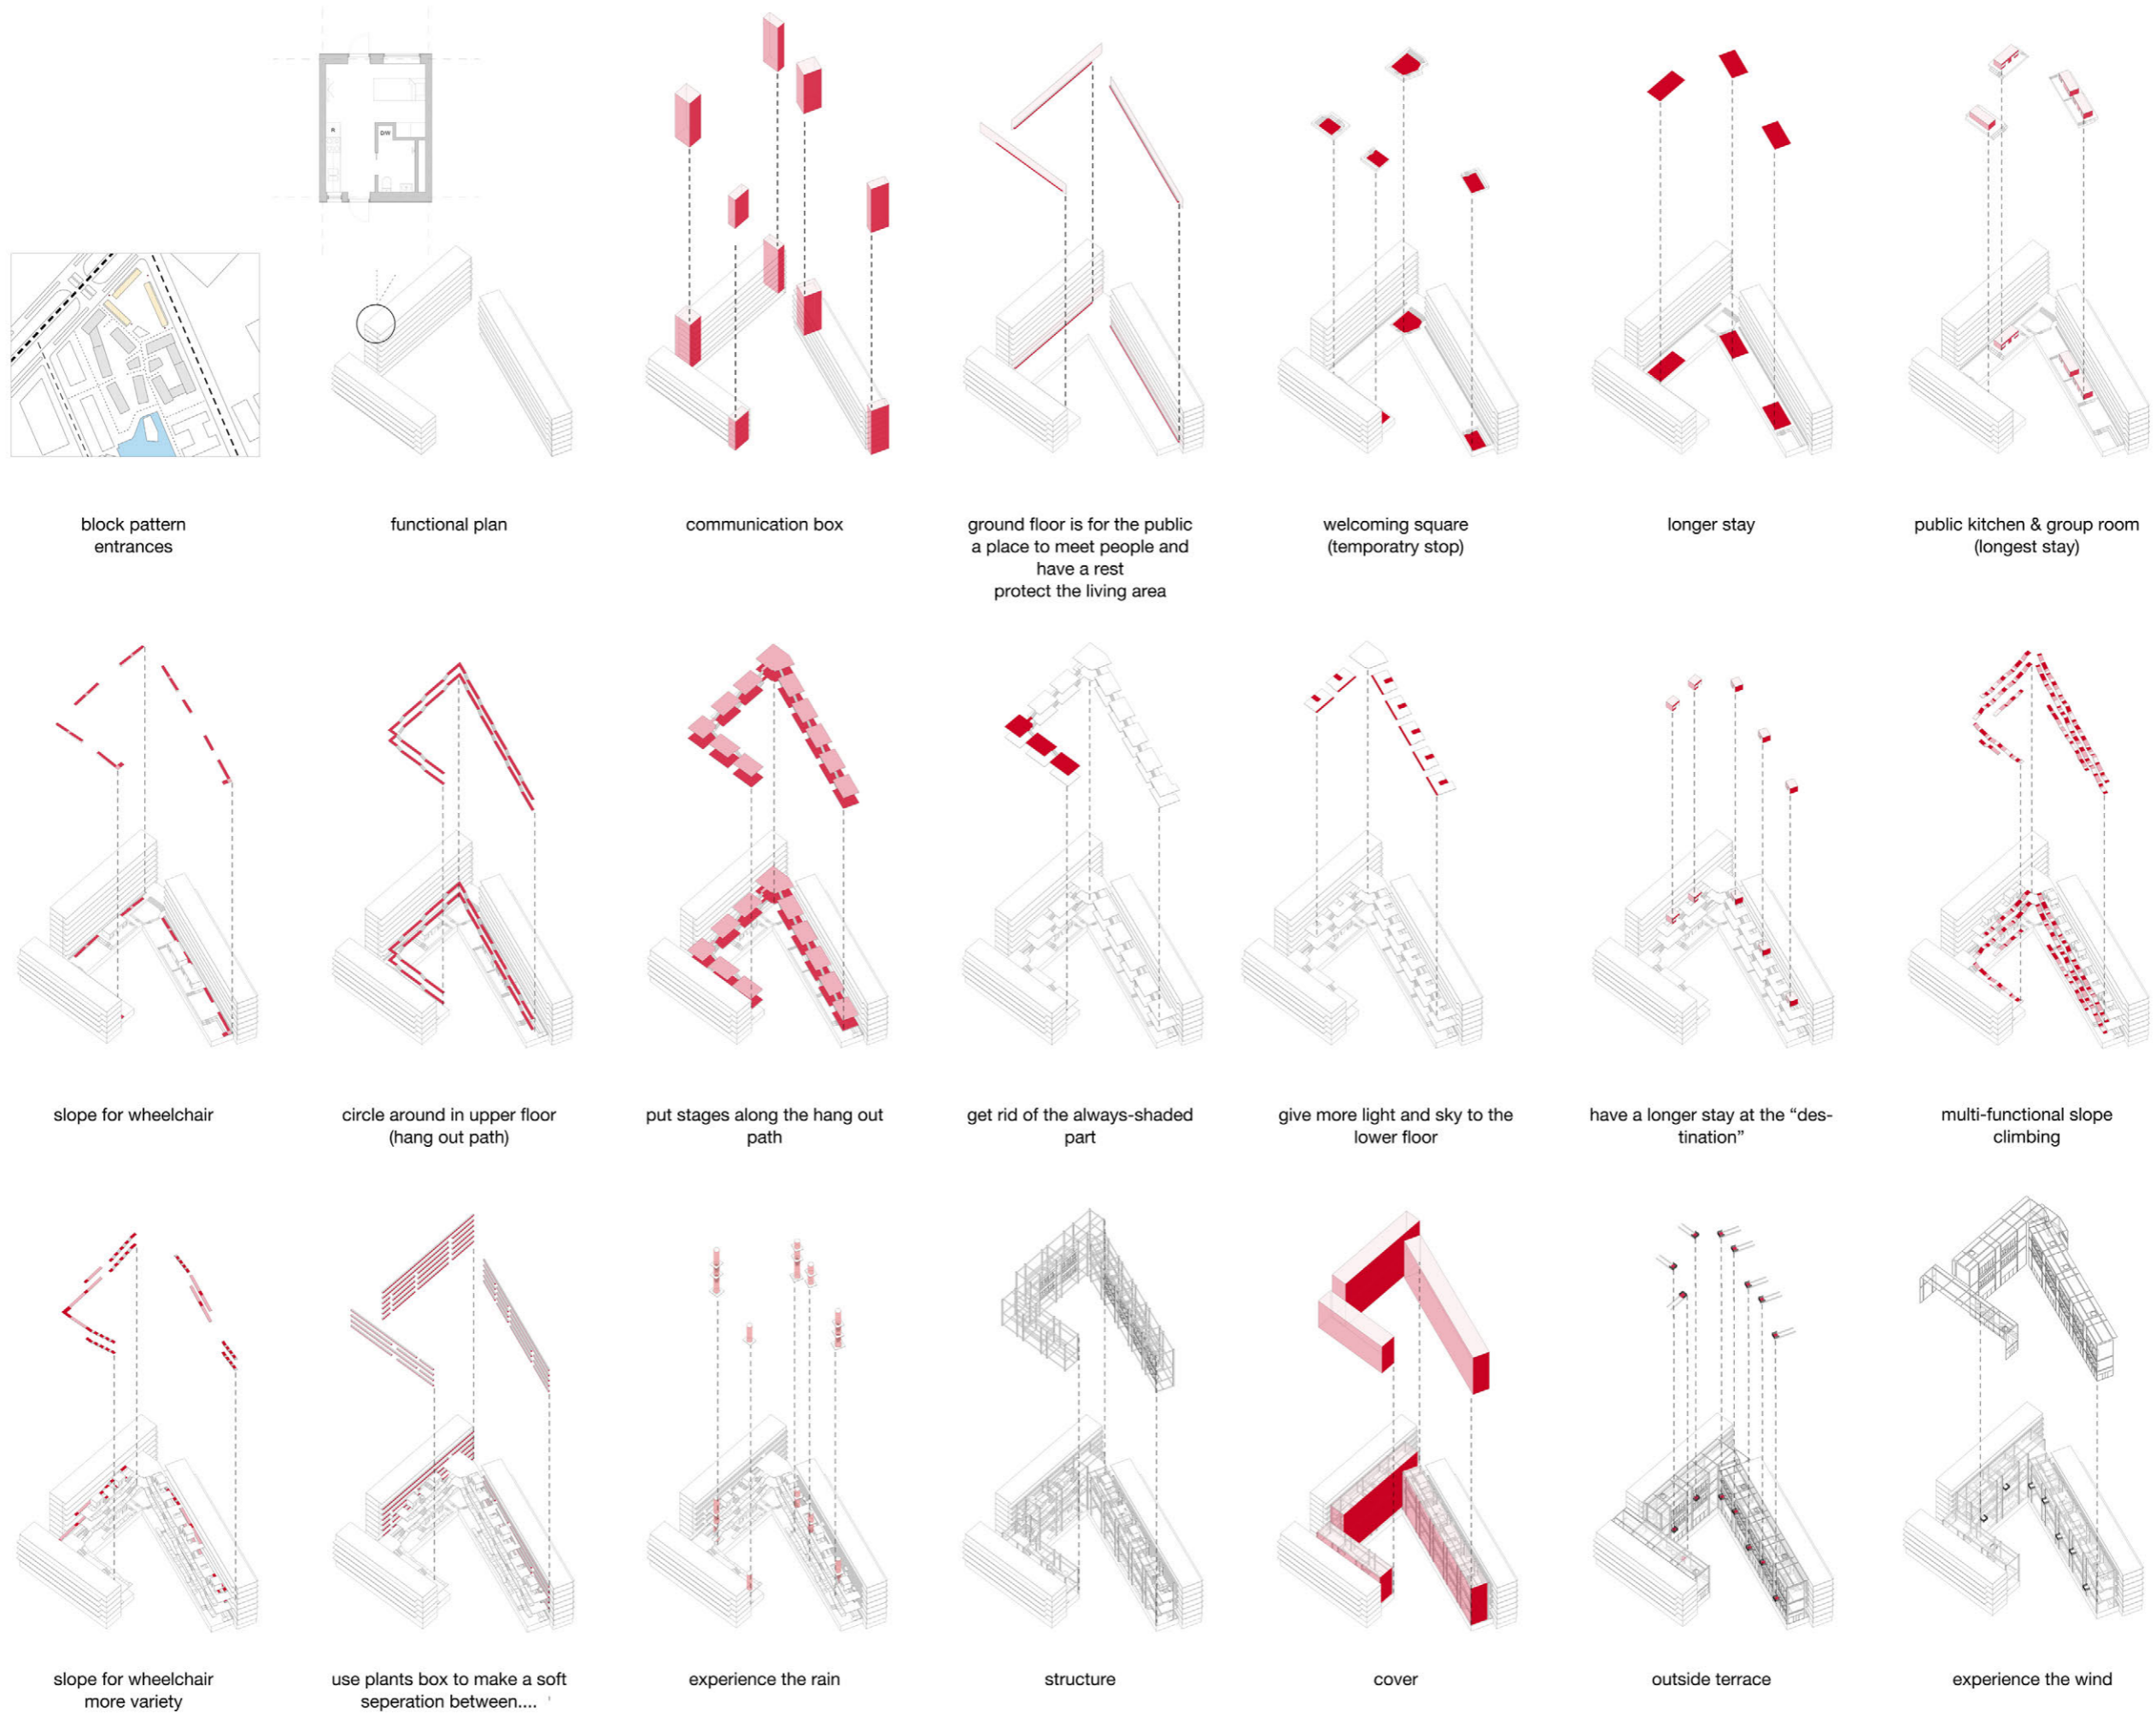 R
DW
block pattern
entrances
functional plan
communication box
ground floor is for the public
a place to meet people and
have a rest
protect the living area
welcoming square
(temporatry stop)
longer stay
public kitchen & group room
(longest stay)
slope for wheelchair
circle around in upper floor
(hang out path)
put stages along the hang out
path
get rid of the always-shaded
part
give more light and sky to the
lower floor
have a longer stay at the “des-
tination”
multi-functional slope
climbing
slope for wheelchair
more variety
use plants box to make a soft
seperation between....
experience the rain
structure
cover
outside terrace
experience the wind